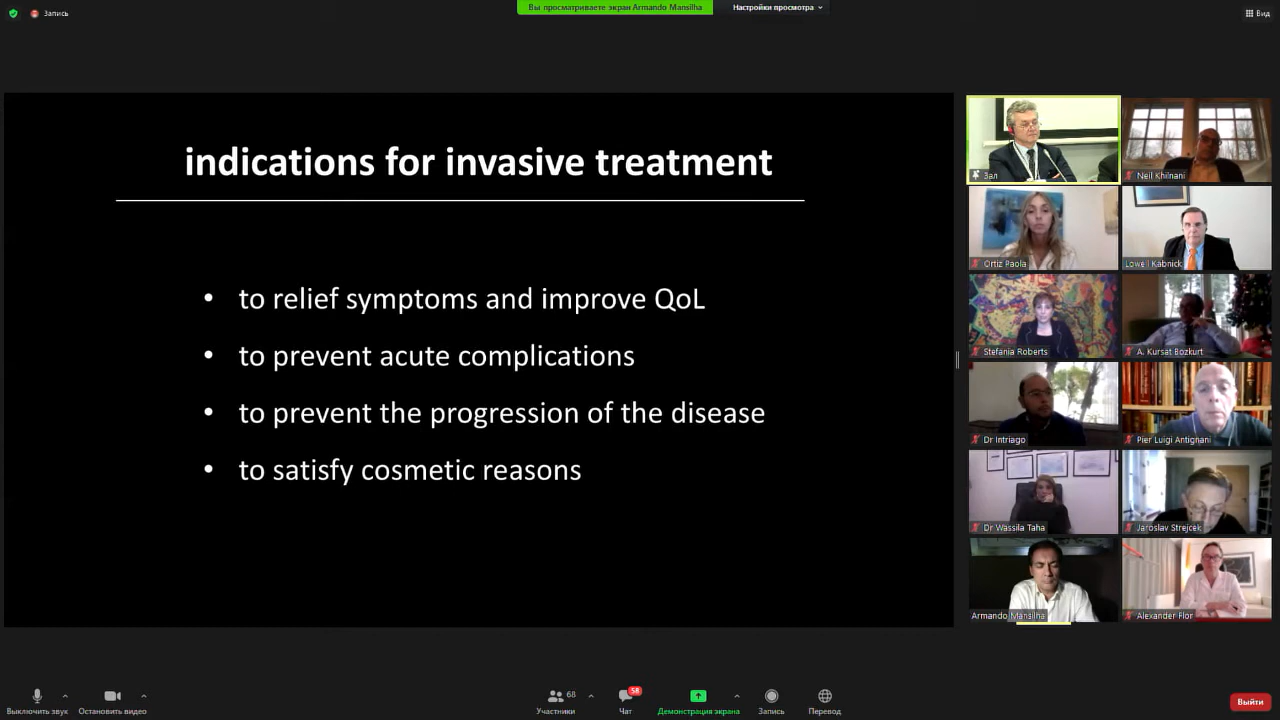 Запись
Вы просматриваете экран Armando Mansilha
Настройки просмотра
Вид
indications for invasive treatment
• to relief symptoms and improve QoL
• to prevent acute complications
• to prevent the progression of the disease
• to satisfy cosmetic reasons
Зал
Neil Khilnani
Ortiz Paola
Lowell Kabnick
Stefania Roberts
A. Kursat Bozkurt
Dr Intriago
Pier Luigi Antignani
Dr Wassila Taha
Jaroslav Strejcek
Armando Mansilha
Alexander Flor
68
58
Выключить звук
Остановить видео
Участники
Чат
Демонстрация экрана
Запись
Перевод
Выйти